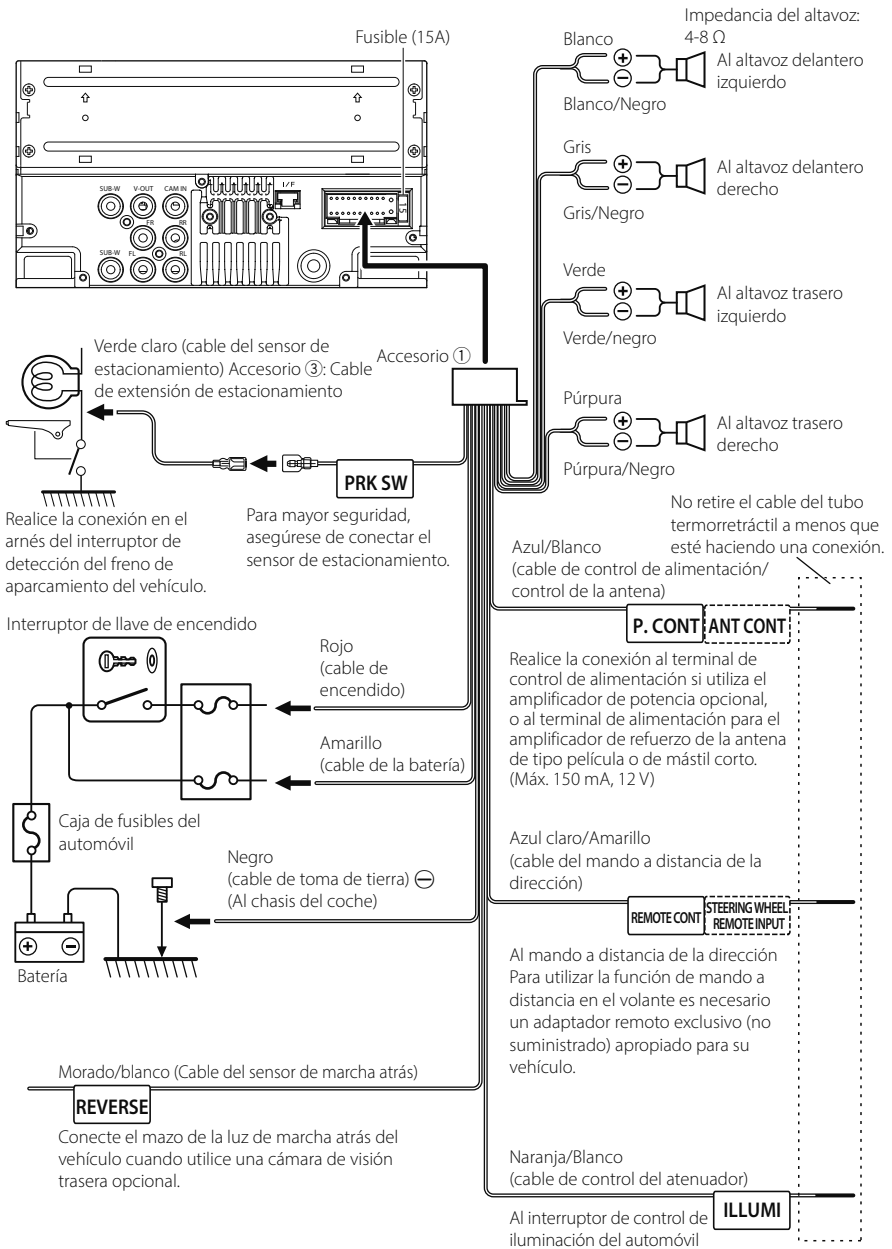 Fusible (15A)
Impedancia del altavoz:
4-8 Ω
Blanco
⊕
⊖
Al altavoz delantero
izquierdo
Blanco/Negro
Gris
⊕
⊖
Al altavoz delantero
derecho
Gris/Negro
Verde
⊕
⊖
Al altavoz trasero
izquierdo
Verde/negro
Púrpura
⊕
⊖
Al altavoz trasero
derecho
Púrpura/Negro
SUB-W V-OUT CAM IN
I/F
15
FR RR
SUB-W FL RL
Verde claro (cable del sensor de
estacionamiento) Accesorio ③: Cable
de extensión de estacionamiento
Accesorio ①
PRK SW
Realice la conexión en el
arnés del interruptor de
detección del freno de
aparcamiento del vehículo.
Para mayor seguridad,
asegúrese de conectar el
sensor de estacionamiento.
No retire el cable del tubo
termorretráctil a menos que
esté haciendo una conexión.
Azul/Blanco
(cable de control de alimentación/
control de la antena)
P. CONT ANT CONT
Realice la conexión al terminal de
control de alimentación si utiliza el
amplificador de potencia opcional,
o al terminal de alimentación para el
amplificador de refuerzo de la antena
de tipo película o de mástil corto.
(Máx. 150 mA, 12 V)
Interruptor de llave de encendido
Rojo
(cable de
encendido)
Amarillo
(cable de la batería)
Caja de fusibles del
automóvil
Negro
(cable de toma de tierra) ⊖
(Al chasis del coche)
⊕ ⊖
Batería
Azul claro/Amarillo
(cable del mando a distancia de la
dirección)
REMOTE CONT STEERING WHEEL
REMOTE INPUT
Al mando a distancia de la dirección
Para utilizar la función de mando a
distancia en el volante es necesario
un adaptador remoto exclusivo (no
suministrado) apropiado para su
vehículo.
Morado/blanco (Cable del sensor de marcha atrás)
REVERSE
Conecte el mazo de la luz de marcha atrás del
vehículo cuando utilice una cámara de visión
trasera opcional.
Naranja/Blanco
(cable de control del atenuador)
ILLUMI
Al interruptor de control de
iluminación del automóvil